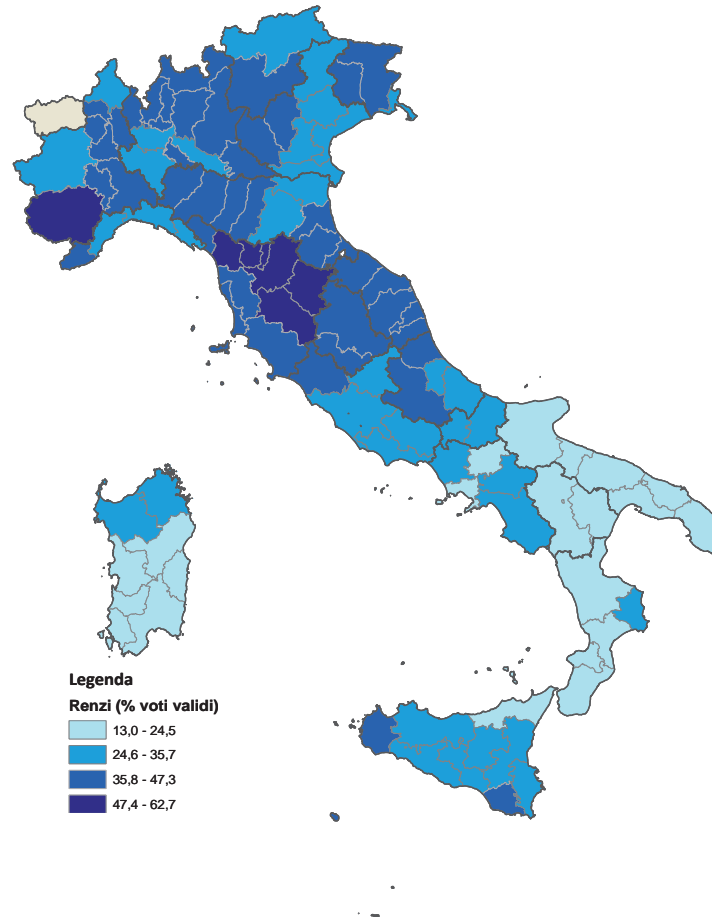 Legenda
Renzi (% voti validi)
13,0 - 24,5
24,6 - 35,7
35,8 - 47,3
47,4 - 62,7